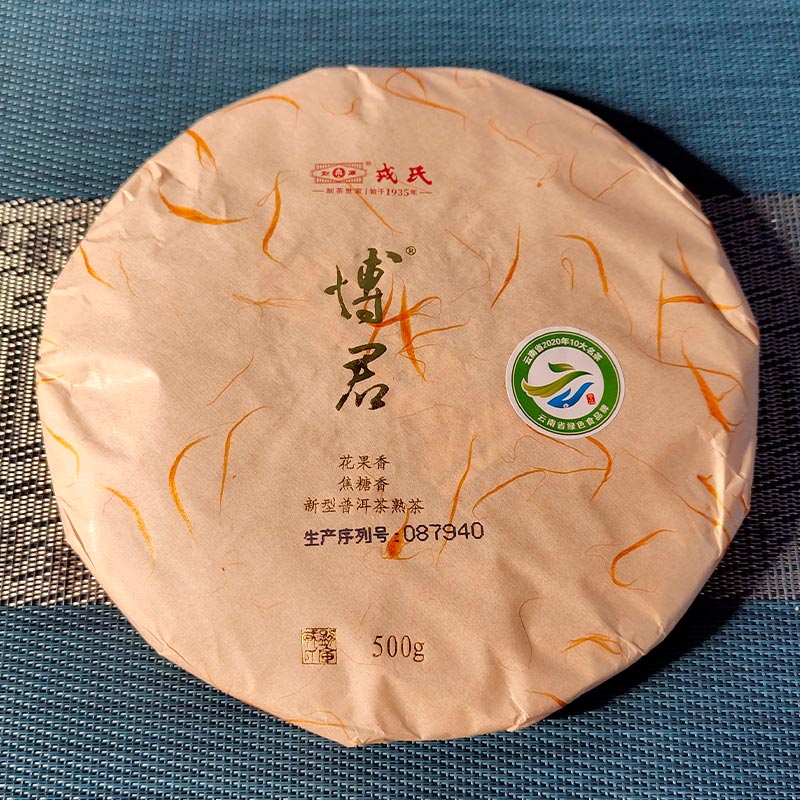 勐库®戎氏
制茶世家|始于1935年
博君®
云南省2020年10大名茶
云南省绿色食品牌
花果香
焦糖香
新型普洱茶熟茶
生产序列号:087940
500g